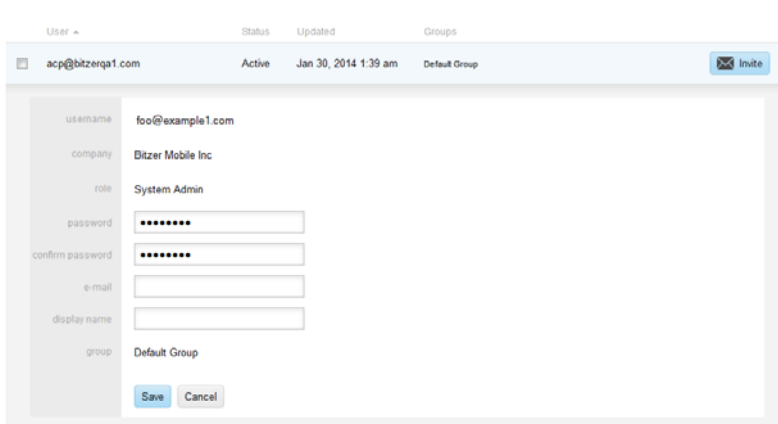 User Status Updated Groups
acp@bitzerqa1.com Active Jan 30, 2014 1:39 am Default Group Invite
username foo@example1.com
company Bitzer Mobile Inc
role System Admin
password ••••••••
confirm password ••••••••
e-mail
display name
group Default Group
Save Cancel